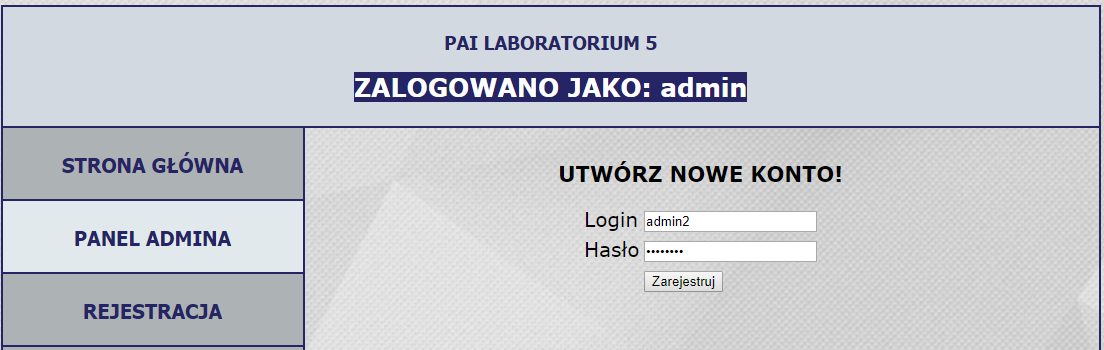 PAI LABORATORIUM 5
ZALOGOWANO JAKO: admin
STRONA GŁÓWNA
PANEL ADMINA
REJESTRACJA
UTWÓRZ NOWE KONTO!
Login admin2
Hasło ••••••••
Zarejestruj